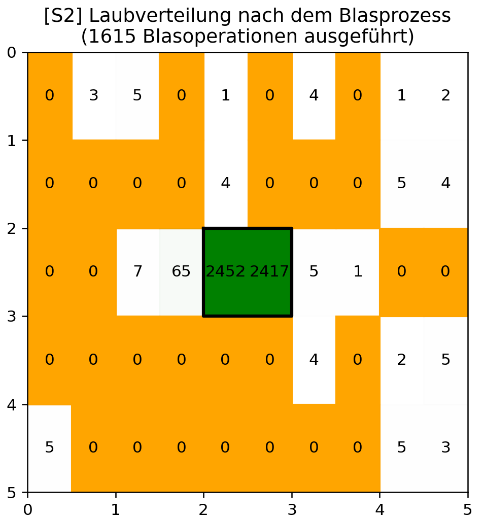 [S2] Laubverteilung nach dem Blasprozess
(1615 Blasoperationen ausgeführt)
0
0 3 5 0 1 0 4 0 1 2
1
0 0 0 0 4 0 0 0 5 4
2
0 0 7 65 2452 2417 5 1 0 0
3
0 0 0 0 0 0 4 0 2 5
4
5 0 0 0 0 0 0 0 5 3
5
0 1 2 3 4 5